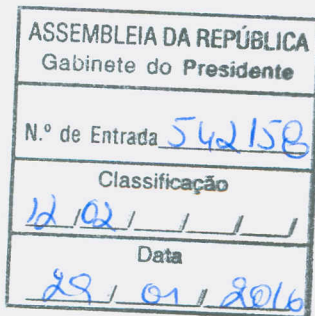 ASSEMBLEIA DA REPÚBLICA
Gabinete do Presidente
N.º de Entrada 542158
Classificação
12/02/ / / /
Data
29/01/2016